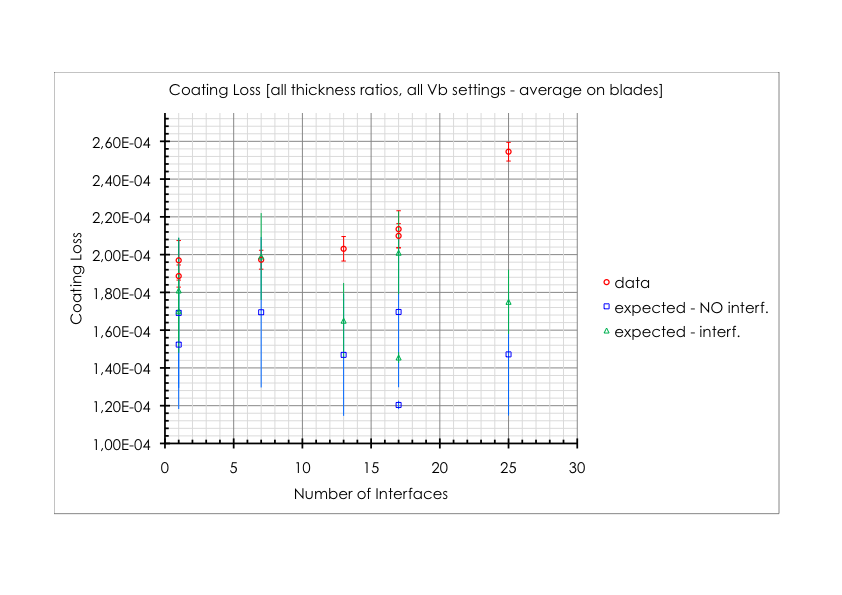 Coating Loss [all thickness ratios, all Vb settings - average on blades]
2,60E-04
2,40E-04
2,20E-04
2,00E-04
1,80E-04
1,60E-04
1,40E-04
1,20E-04
1,00E-04
Coating Loss
0 5 10 15 20 25 30
Number of Interfaces
data
expected - NO interf.
expected - interf.